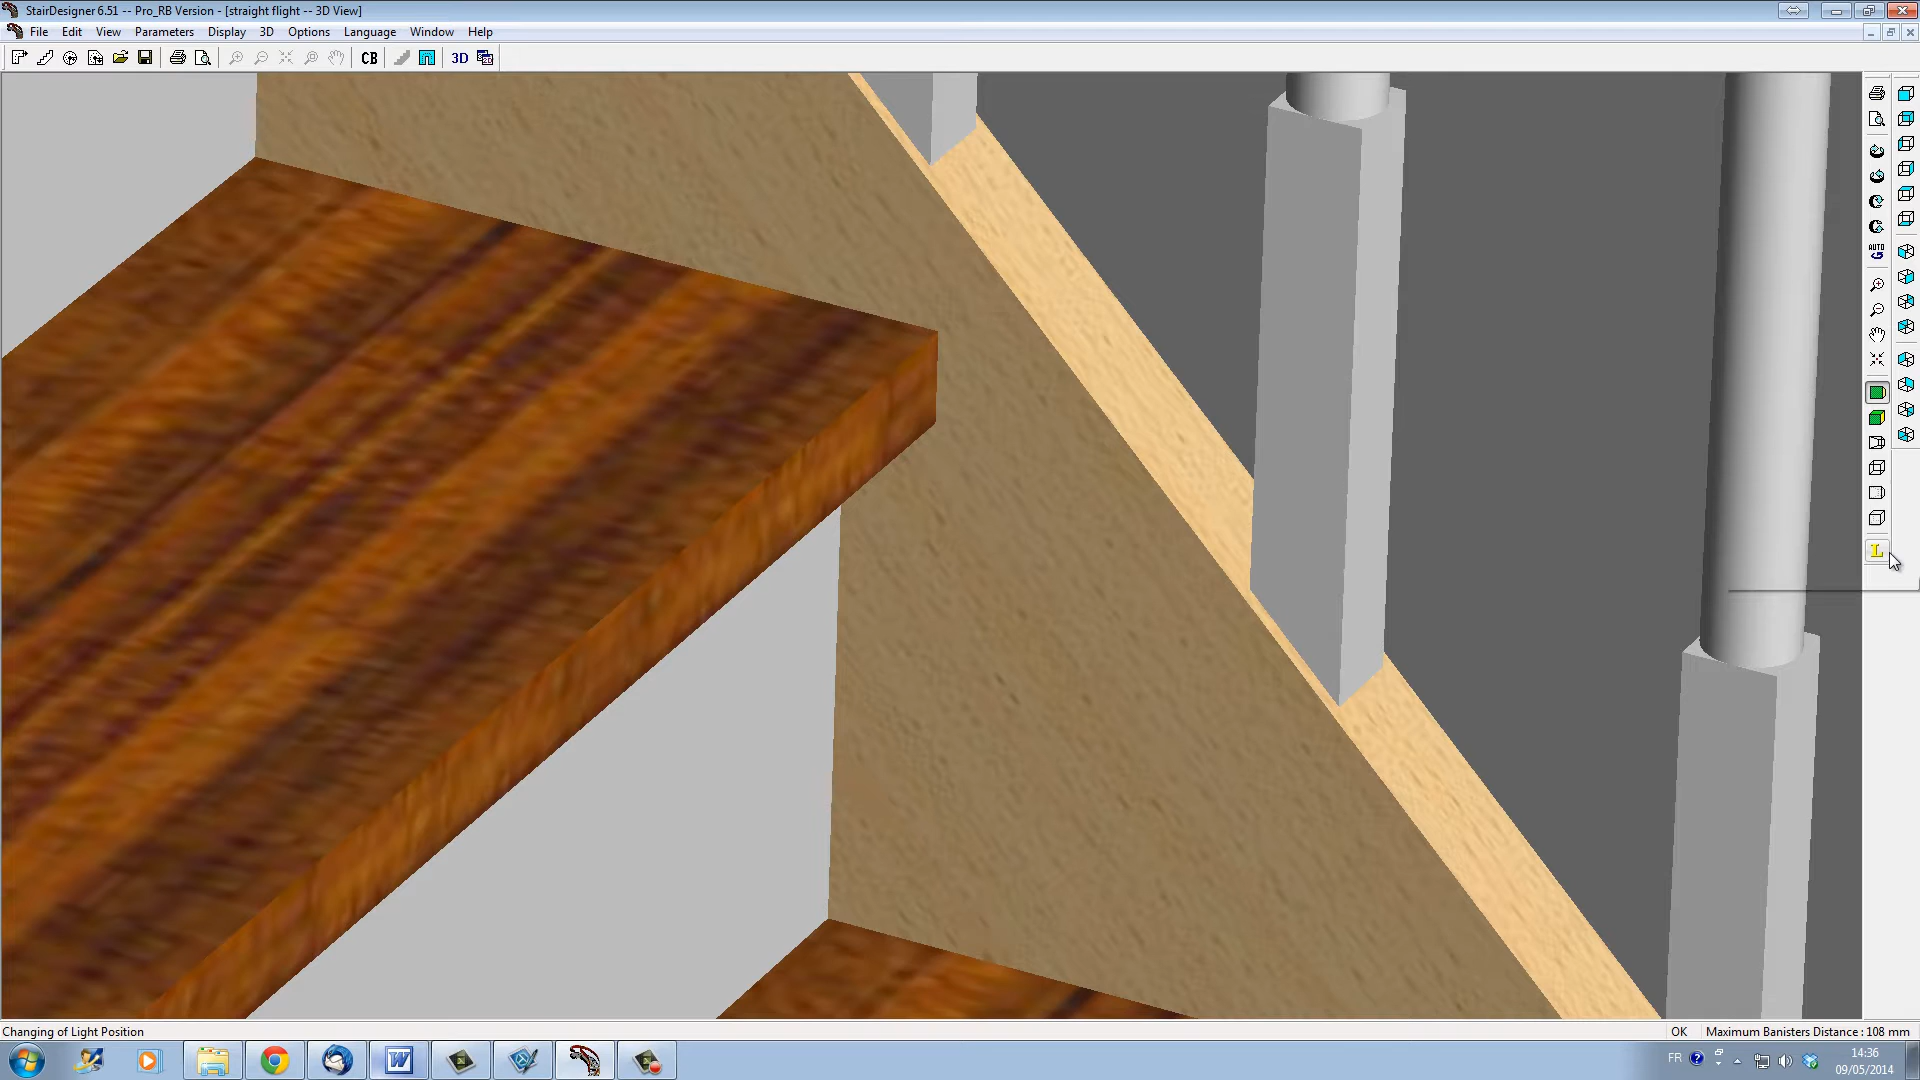 StairDesigner 6.51 -- Pro_RB Version - [straight flight -- 3D View]
File Edit View Parameters Display 3D Options Language Window Help
CB 3D
AUTO
L
Changing of Light Position OK Maximum Banisters Distance : 108 mm
FR 14:36
09/05/2014